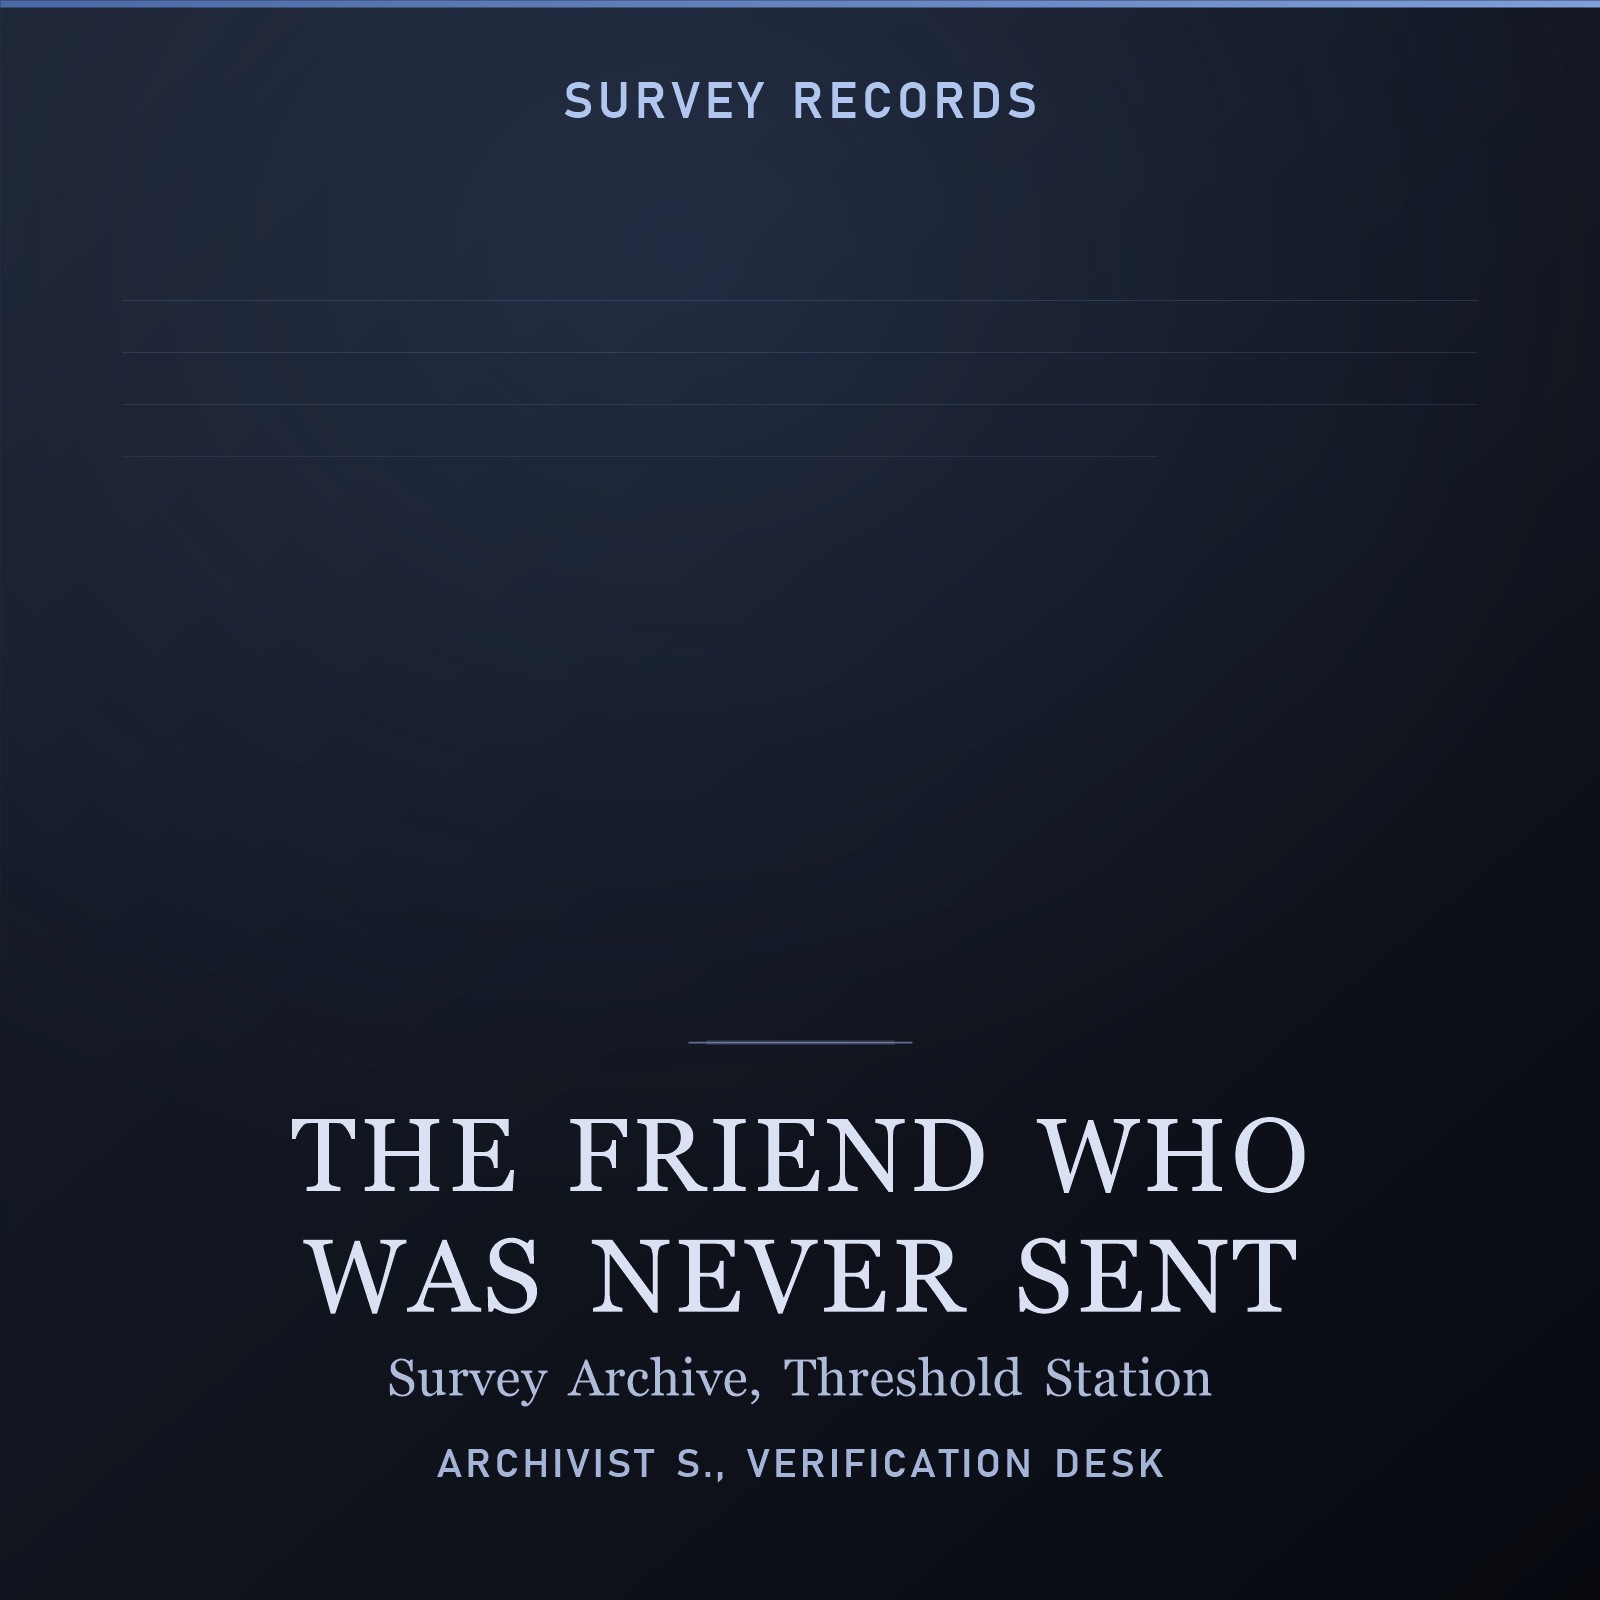 SURVEY RECORDS
THE FRIEND WHO
WAS NEVER SENT
Survey Archive, Threshold Station
ARCHIVIST S., VERIFICATION DESK